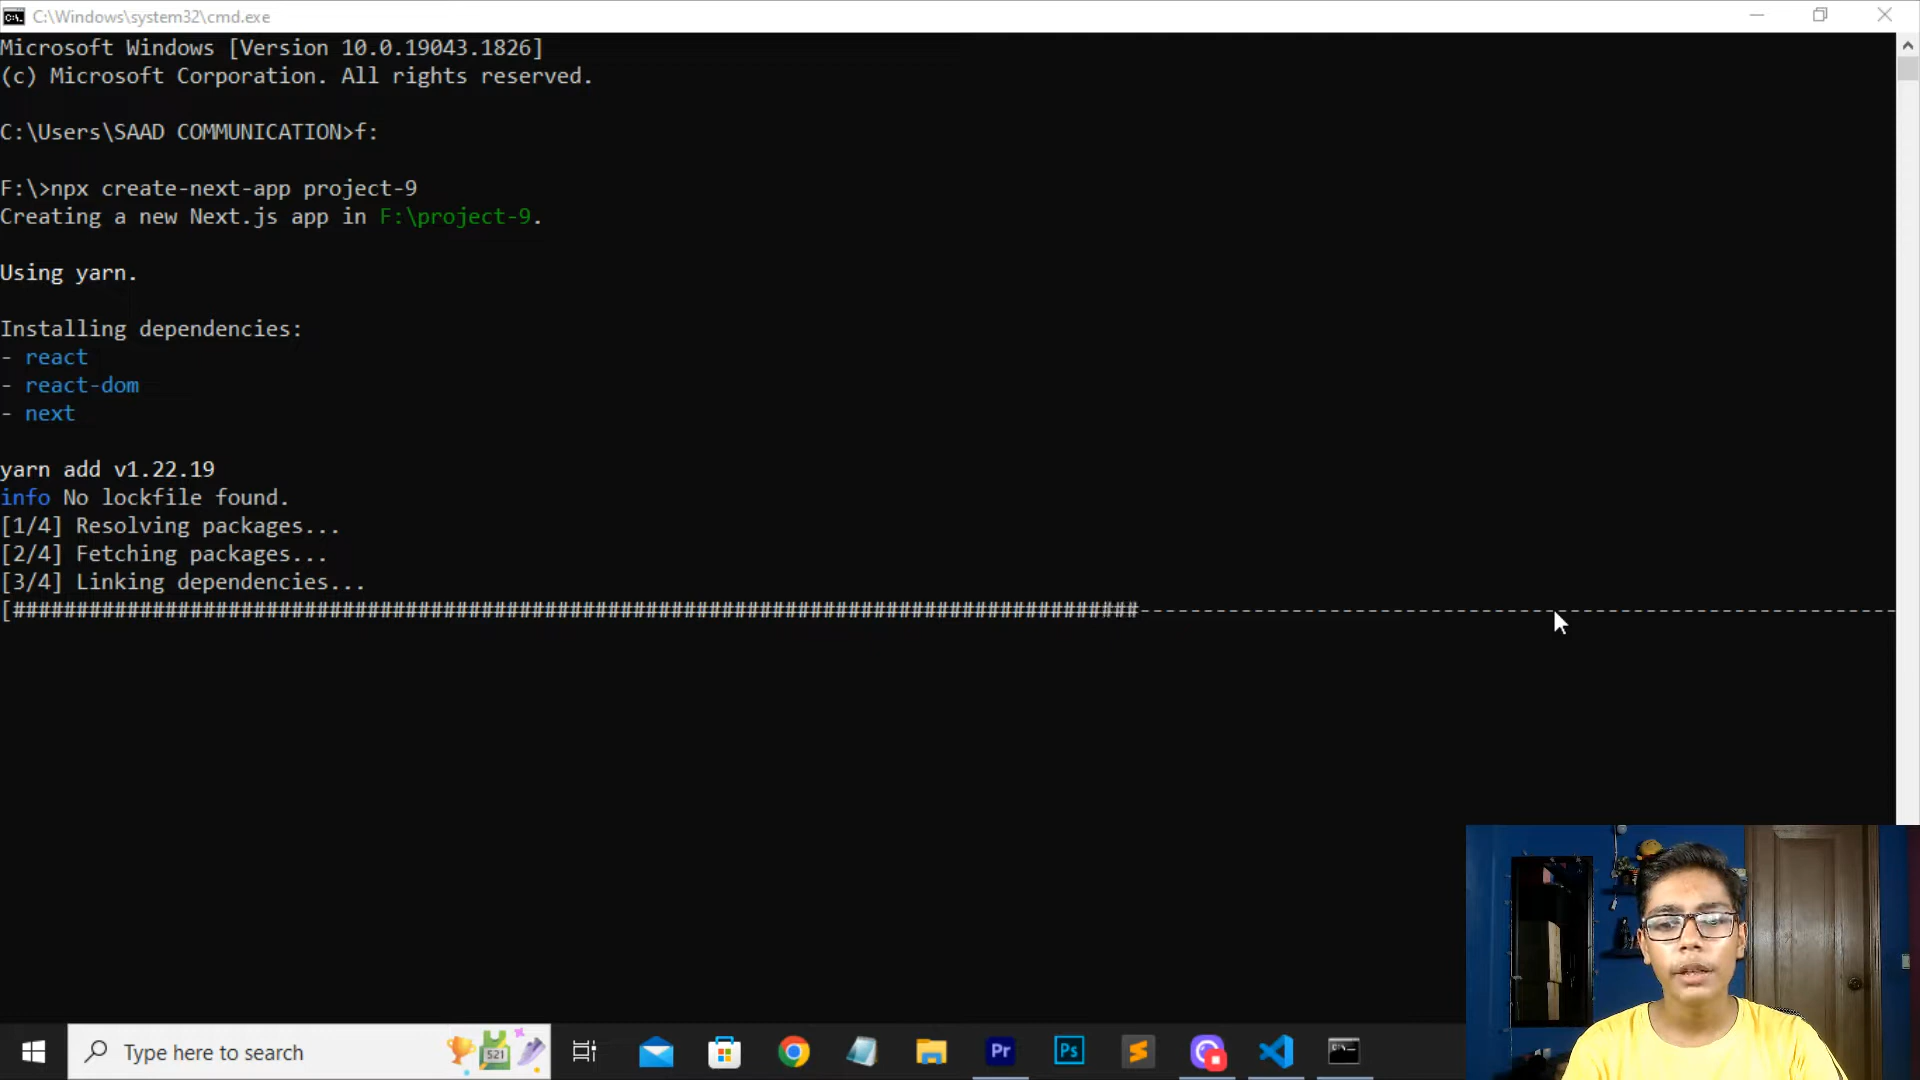 C:\Windows\system32\cmd.exe
Microsoft Windows [Version 10.0.19043.1826]
(c) Microsoft Corporation. All rights reserved.
C:\Users\SAAD COMMUNICATION>f:
F:\>npx create-next-app project-9
Creating a new Next.js app in F:\project-9.
Using yarn.
Installing dependencies:
- react
- react-dom
- next
yarn add v1.22.19
info No lockfile found.
[1/4] Resolving packages...
[2/4] Fetching packages...
[3/4] Linking dependencies...
[#########################################################################################------------------------------------------------------------
Type here to search
S21
Pr
Ps